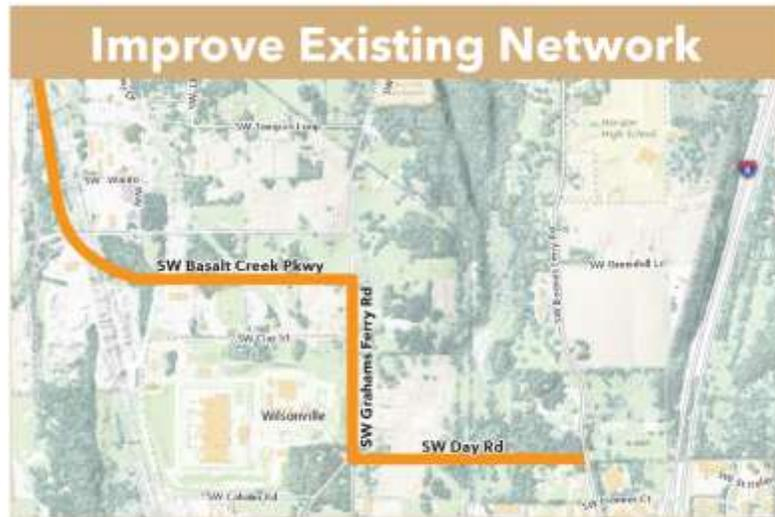 Improve Existing Network
SW Tonquin Loop
High School
5
SW Basalt Creek Pkwy
SW Greenhill Ln
SW Boones Ferry Rd
SW Grahams Ferry Rd
SW Clay St
Wilsonville
SW Day Rd
SW Cahalin Rd